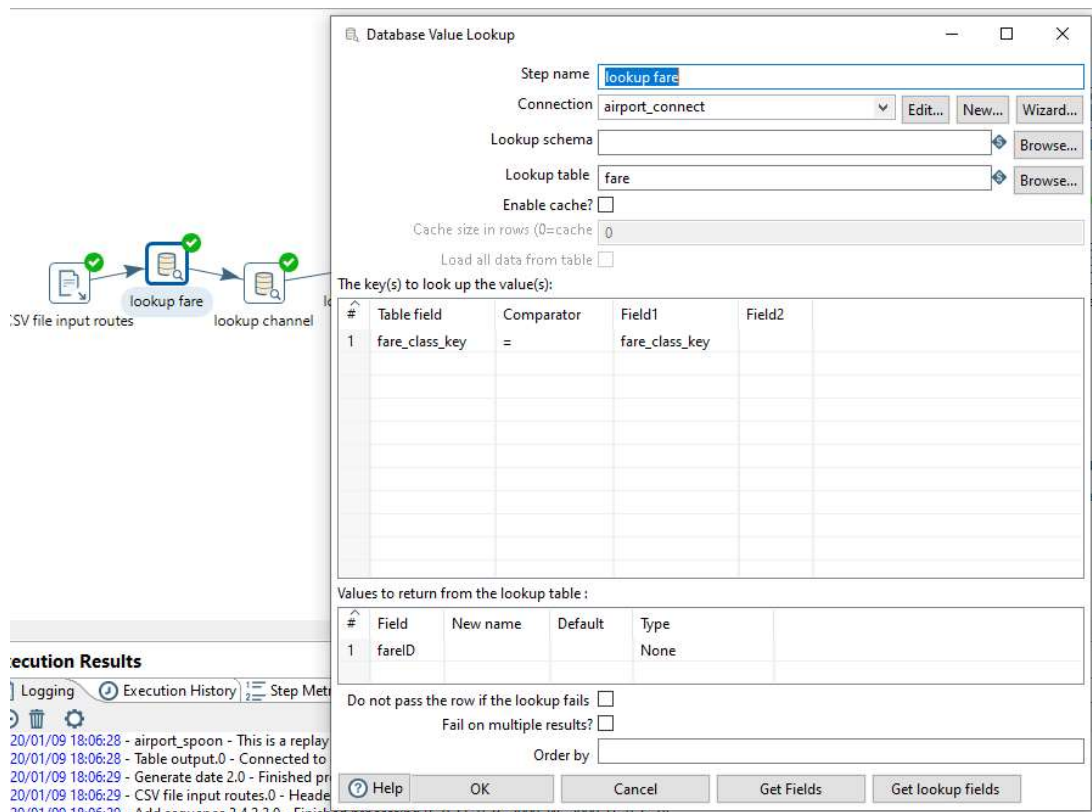 Database Value Lookup
Step name lookup fare
Connection airport_connect Edit... New... Wizard...
Lookup schema Browse...
Lookup table fare Browse...
Enable cache?
Cache size in rows (0=cache 0
Load all data from table
The key(s) to look up the value(s):
# Table field Comparator Field1 Field2
1 fare_class_key = fare_class_key
Values to return from the lookup table :
# Field New name Default Type
1 fareID None
Do not pass the row if the lookup fails
Fail on multiple results?
Order by
Help OK Cancel Get Fields Get lookup fields
lookup fare
CSV file input routes lookup channel
Execution Results
Logging Execution History Step Metr
20/01/09 18:06:28 - airport_spoon - This is a replay
20/01/09 18:06:28 - Table output.0 - Connected to
20/01/09 18:06:29 - Generate date 2.0 - Finished pr
20/01/09 18:06:29 - CSV file input routes.0 - Heade